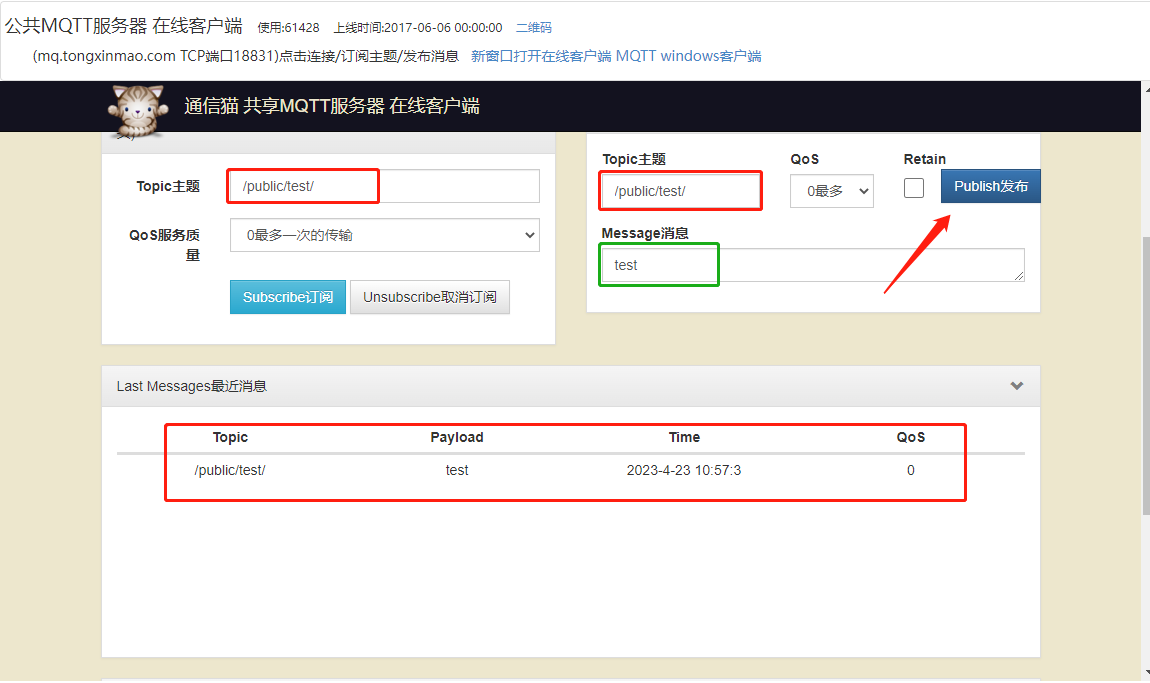 公共MQTT服务器 在线客户端 使用:61428 上线时间:2017-06-06 00:00:00 二维码
(mq.tongxinmao.com TCP端口18831)点击连接/订阅主题/发布消息 新窗口打开在线客户端 MQTT windows客户端
通信猫 共享MQTT服务器 在线客户端
Topic主题
/public/test/
QoS服务质量
0最多一次的传输
Subscribe订阅 Unsubscribe取消订阅
Topic主题 QoS Retain
/public/test/ 0最多 Publish发布
Message消息
test
Last Messages最近消息
Topic Payload Time QoS
/public/test/ test 2023-4-23 10:57:3 0